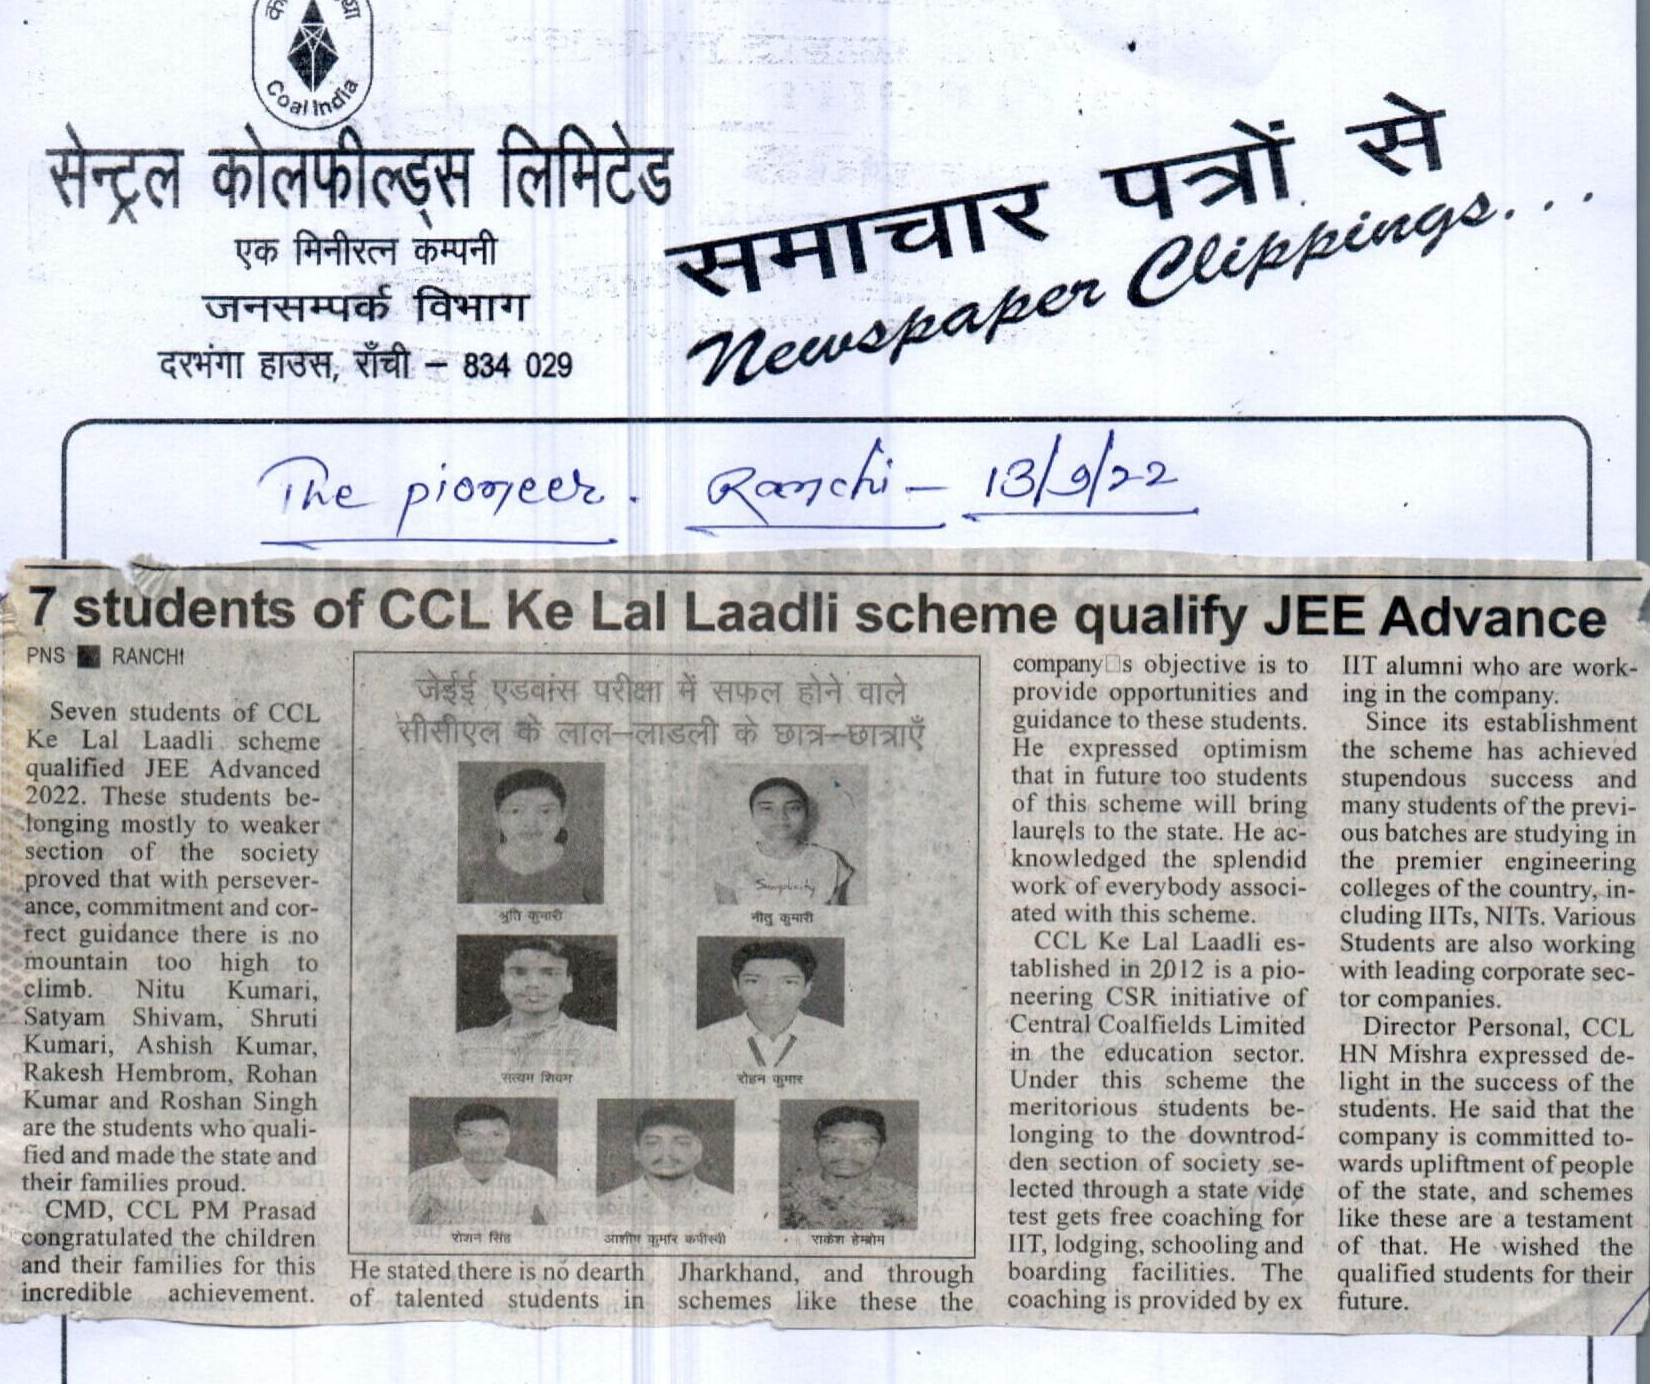 Coal India
सेन्ट्रल कोलफील्ड्स लिमिटेड
एक मिनीरत्न कम्पनी
जनसम्पर्क विभाग
दरभंगा हाउस, राँची – 834 029
समाचार पत्रों से
Newspaper Clippings...
The pioneer. Ranchi – 13/9/22
7 students of CCL Ke Lal Laadli scheme qualify JEE Advance
PNS ■ RANCHI
Seven students of CCL
Ke Lal Laadli scheme
qualified JEE Advanced
2022. These students be-
longing mostly to weaker
section of the society
proved that with persever-
ance, commitment and cor-
rect guidance there is no
mountain too high to
climb. Nitu Kumari,
Satyam Shivam, Shruti
Kumari, Ashish Kumar,
Rakesh Hembrom, Rohan
Kumar and Roshan Singh
are the students who quali-
fied and made the state and
their families proud.
CMD, CCL PM Prasad
congratulated the children
and their families for this
incredible achievement.
जेईई एडवांस परीक्षा में सफल होने वाले
सीसीएल के लाल–लाडली के छात्र–छात्राएँ
श्रुति कुमारी
नीतु कुमारी
सत्यम शिवम
रोहन कुमार
रोशन सिंह
आशीष कुमार
राकेश हेम्ब्रोम
He stated there is no dearth
of talented students in
Jharkhand, and through
schemes like these the
company□s objective is to
provide opportunities and
guidance to these students.
He expressed optimism
that in future too students
of this scheme will bring
laurels to the state. He ac-
knowledged the splendid
work of everybody associ-
ated with this scheme.
CCL Ke Lal Laadli es-
tablished in 2012 is a pio-
neering CSR initiative of
Central Coalfields Limited
in the education sector.
Under this scheme the
meritorious students be-
longing to the downtrod-
den section of society se-
lected through a state vide
test gets free coaching for
IIT, lodging, schooling and
boarding facilities. The
coaching is provided by ex
IIT alumni who are work-
ing in the company.
Since its establishment
the scheme has achieved
stupendous success and
many students of the previ-
ous batches are studying in
the premier engineering
colleges of the country, in-
cluding IITs, NITs. Various
Students are also working
with leading corporate sec-
tor companies.
Director Personal, CCL
HN Mishra expressed de-
light in the success of the
students. He said that the
company is committed to-
wards upliftment of people
of the state, and schemes
like these are a testament
of that. He wished the
qualified students for their
future.